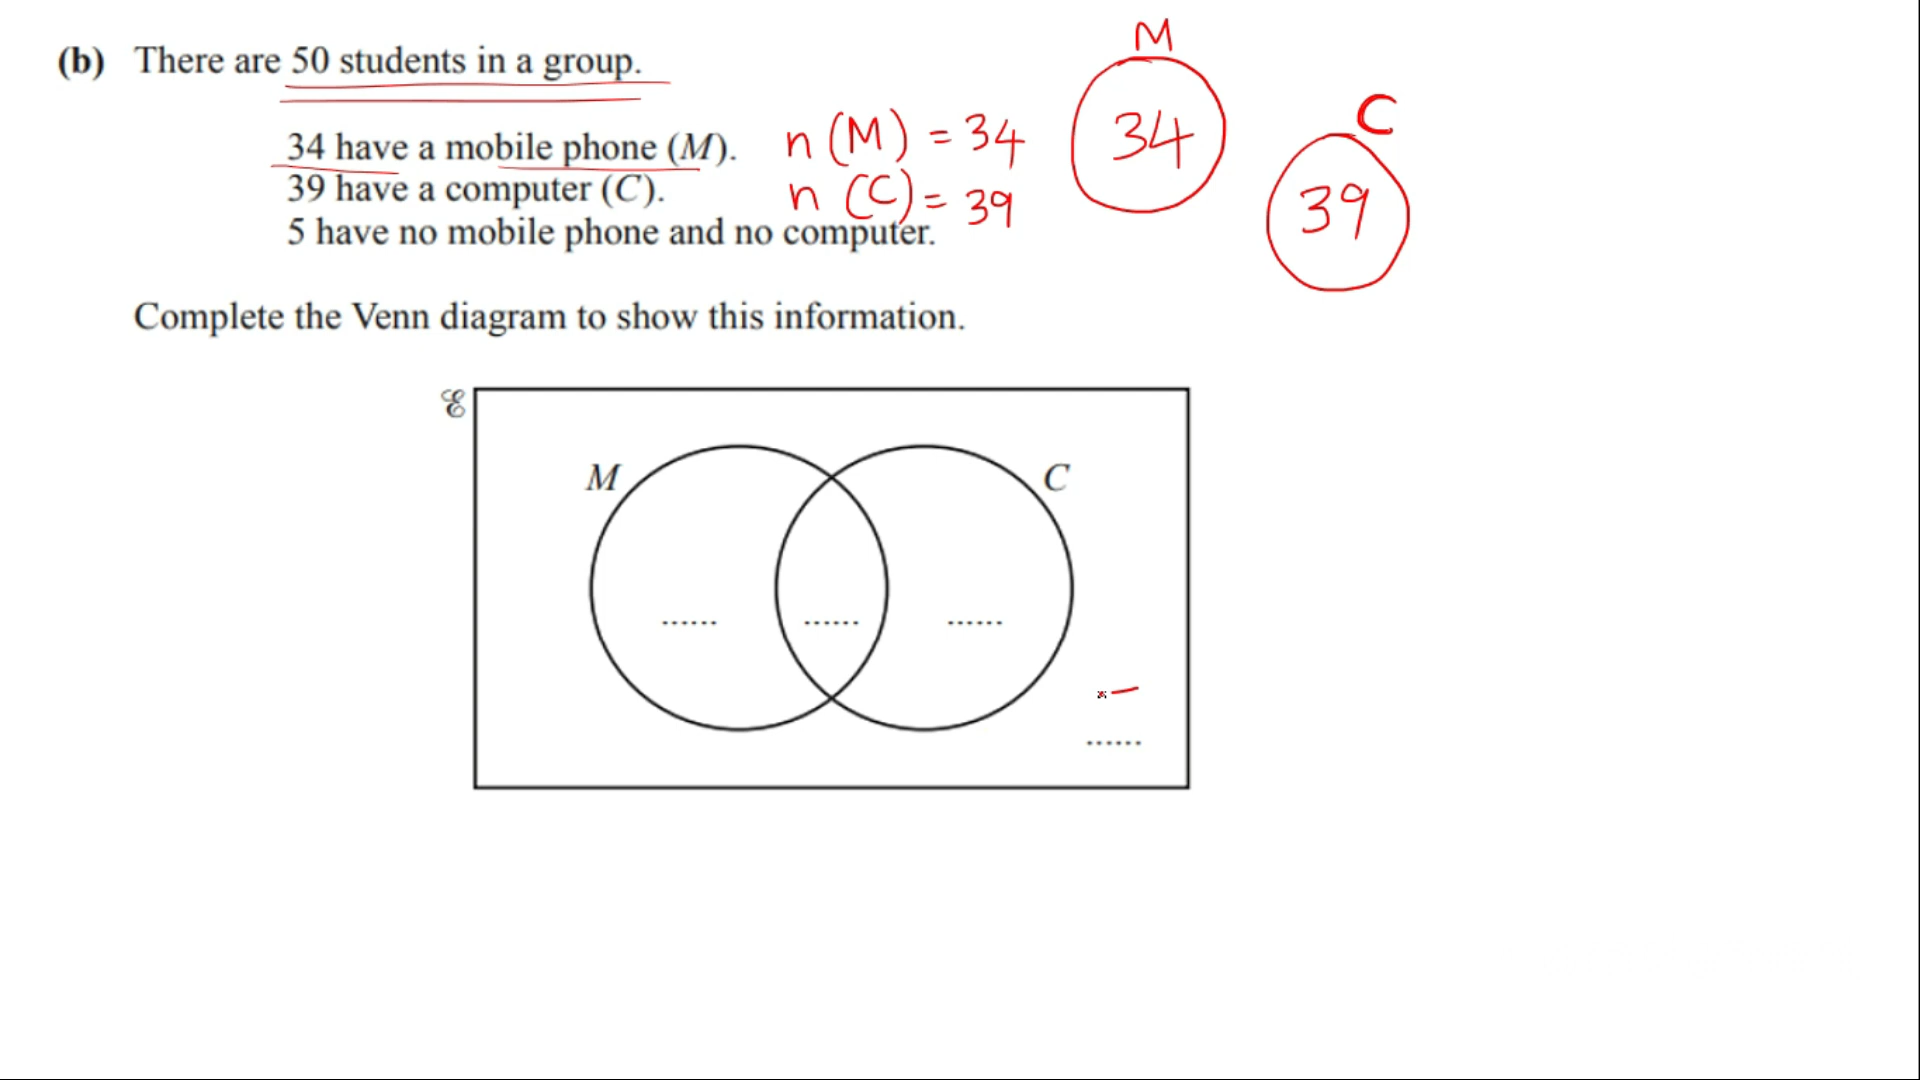 (b) There are 50 students in a group.
M
34
C
39
34 have a mobile phone (M). n (M) = 34
39 have a computer (C). n (C) = 39
5 have no mobile phone and no computer.
Complete the Venn diagram to show this information.
ℰ
M
C
...... ...... ......
......